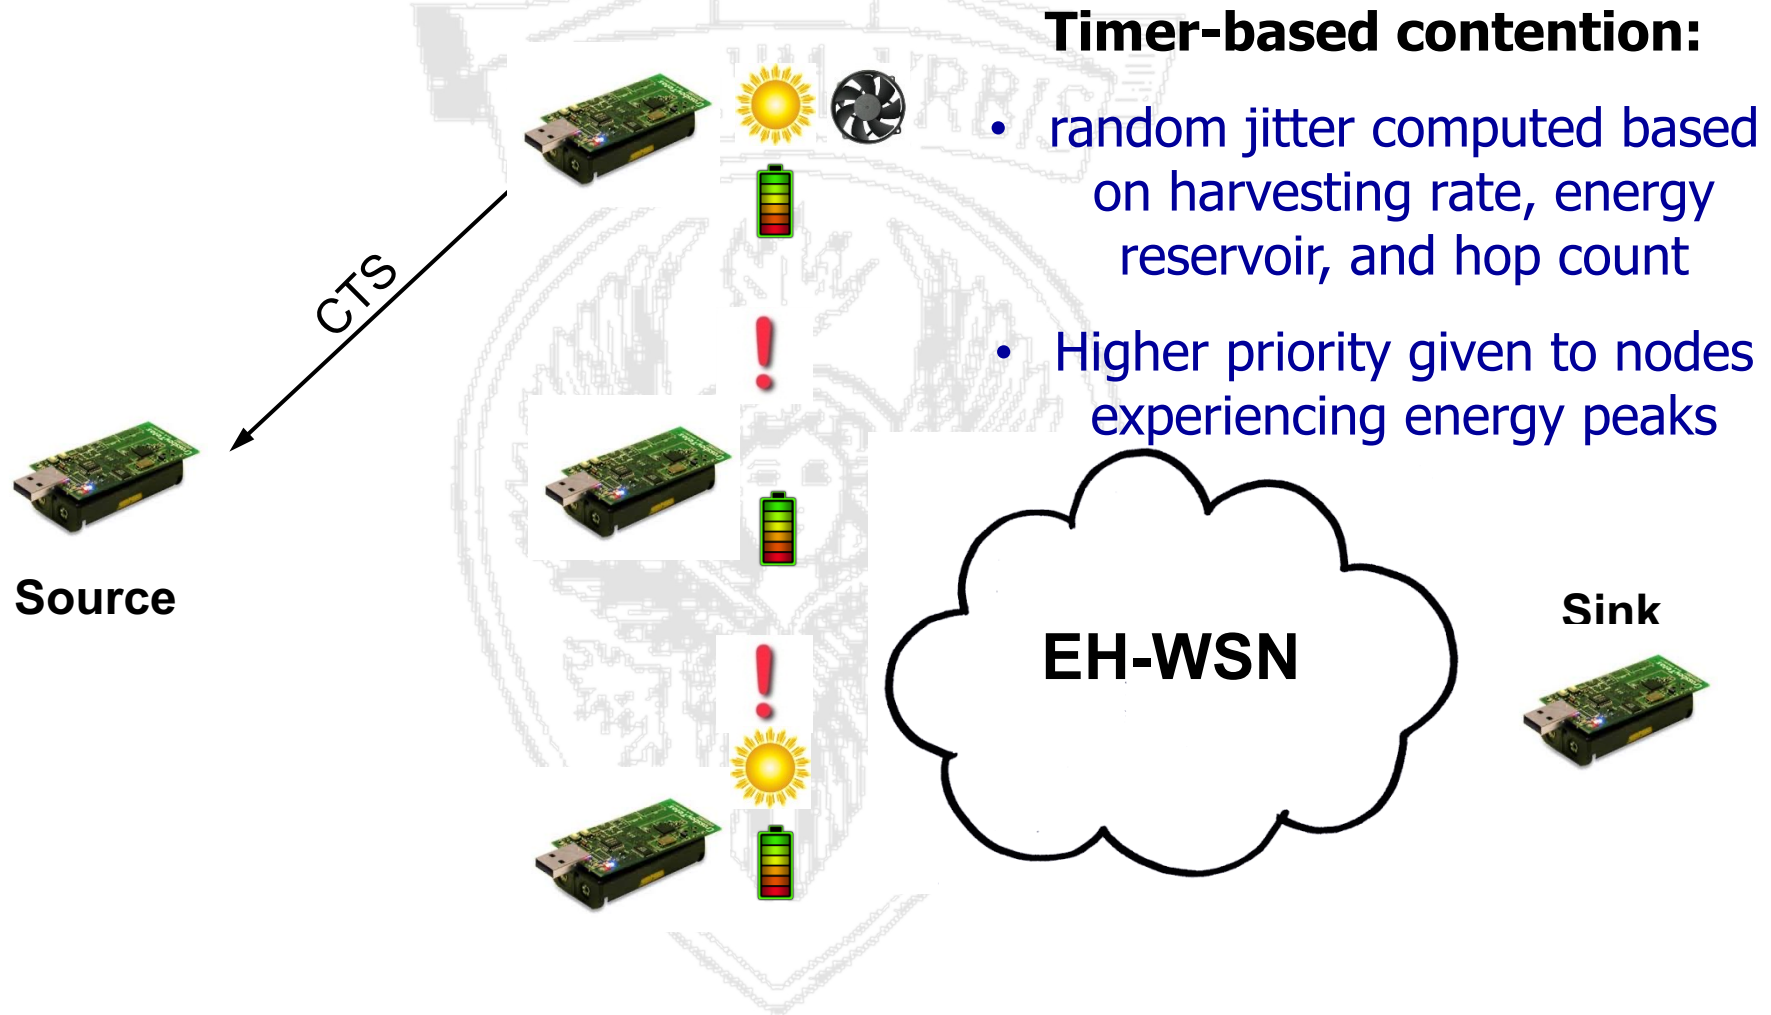 Timer-based contention:
• random jitter computed based
on harvesting rate, energy
reservoir, and hop count
• Higher priority given to nodes
experiencing energy peaks
CTS
Source
EH-WSN
Sink